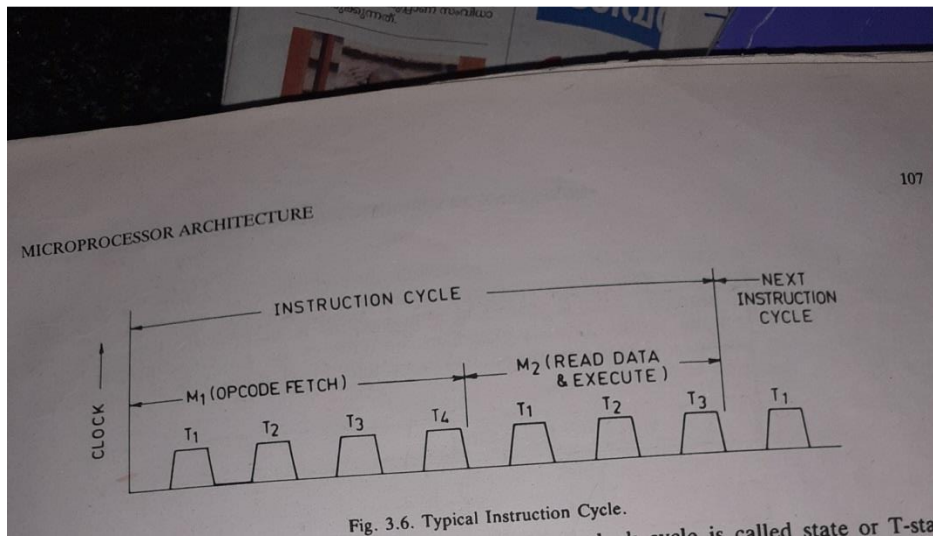 107
MICROPROCESSOR ARCHITECTURE
INSTRUCTION CYCLE
NEXT
INSTRUCTION
CYCLE
M1 (OPCODE FETCH)
M2 (READ DATA
& EXECUTE)
CLOCK
T1 T2 T3 T4 T1 T2 T3 T1
Fig. 3.6. Typical Instruction Cycle.
cycle is called state or T-sta